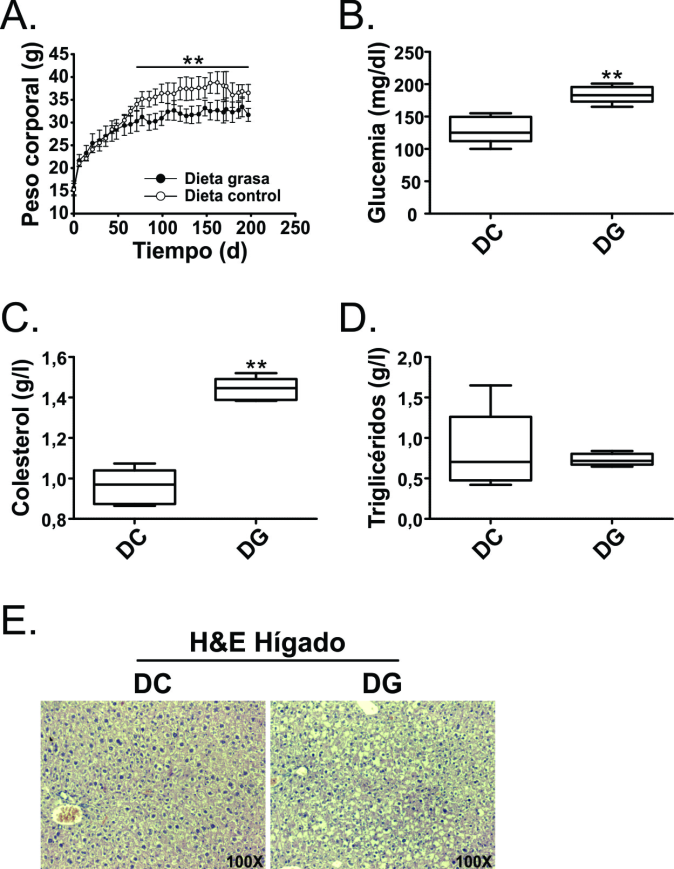 A.
Peso corporal (g)
45
40
35
30
25
20
15
10
**
Dieta grasa
Dieta control
0
50
100
150
200
250
Tiempo (d)
B.
Glucemia (mg/dl)
250
200
150
100
50
0
**
DC
DG
C.
Colesterol (g/l)
1,6
1,4
1,2
1,0
0,8
**
DC
DG
D.
Triglicéridos (g/l)
2,0
1,5
1,0
0,5
0,0
DC
DG
E.
H&E Hígado
DC
DG
100X
100X